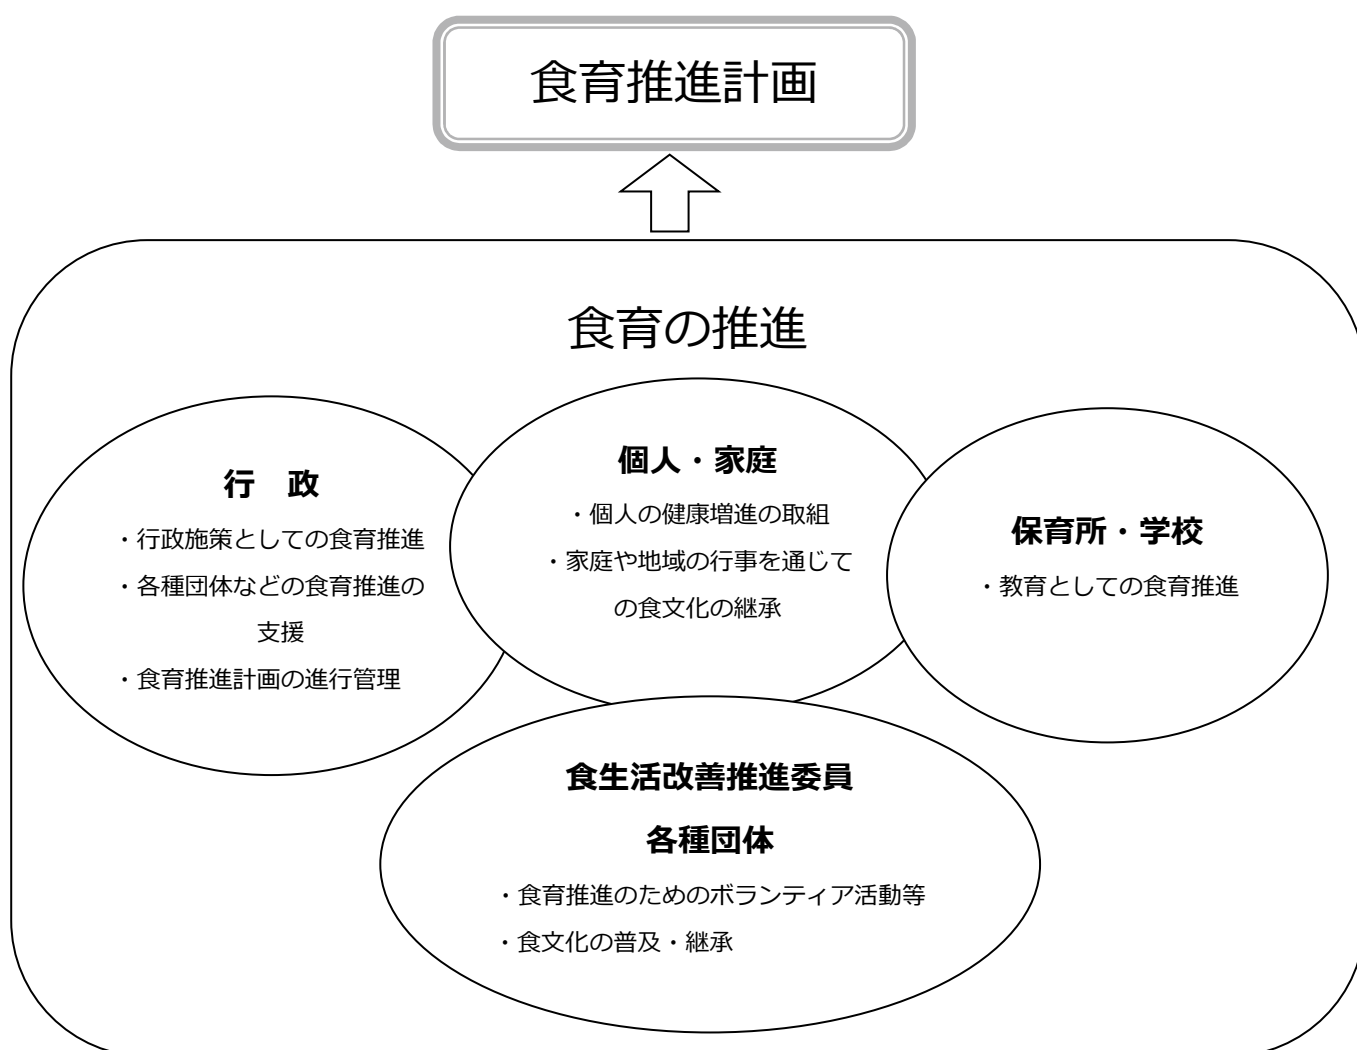 食育推進計画
食育の推進
行　政
・行政施策としての食育推進
・各種団体などの食育推進の
支援
・食育推進計画の進行管理
個人・家庭
・個人の健康増進の取組
・家庭や地域の行事を通じて
の食文化の継承
保育所・学校
・教育としての食育推進
食生活改善推進委員
各種団体
・食育推進のためのボランティア活動等
・食文化の普及・継承